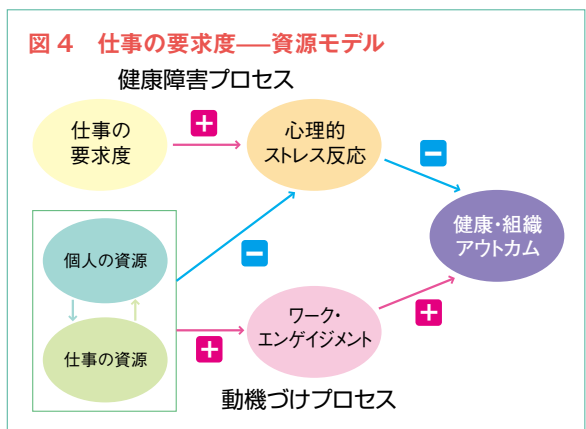 図 4　仕事の要求度──資源モデル
健康障害プロセス
仕事の
要求度
+
心理的
ストレス反応
−
健康・組織
アウトカム
個人の資源
−
仕事の資源
+
ワーク・
エンゲイジメント
+
動機づけプロセス